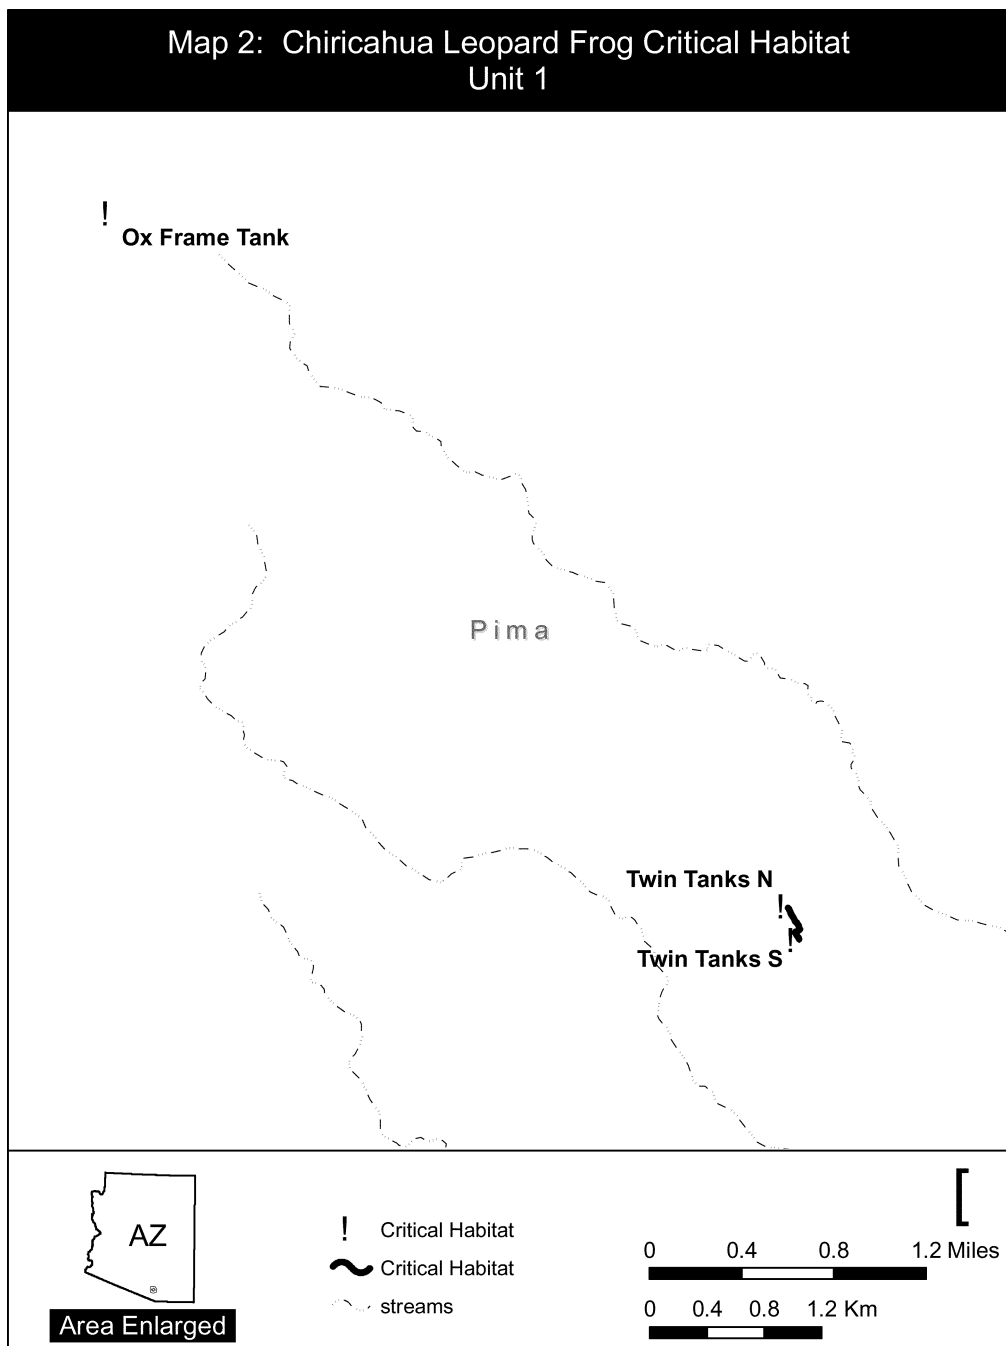 Map 2: Chiricahua Leopard Frog Critical Habitat
Unit 1
!
Ox Frame Tank
Pima
Twin Tanks N
!
!
Twin Tanks S
AZ
Area Enlarged
! Critical Habitat
Critical Habitat
streams
[
0 0.4 0.8 1.2 Miles
0 0.4 0.8 1.2 Km